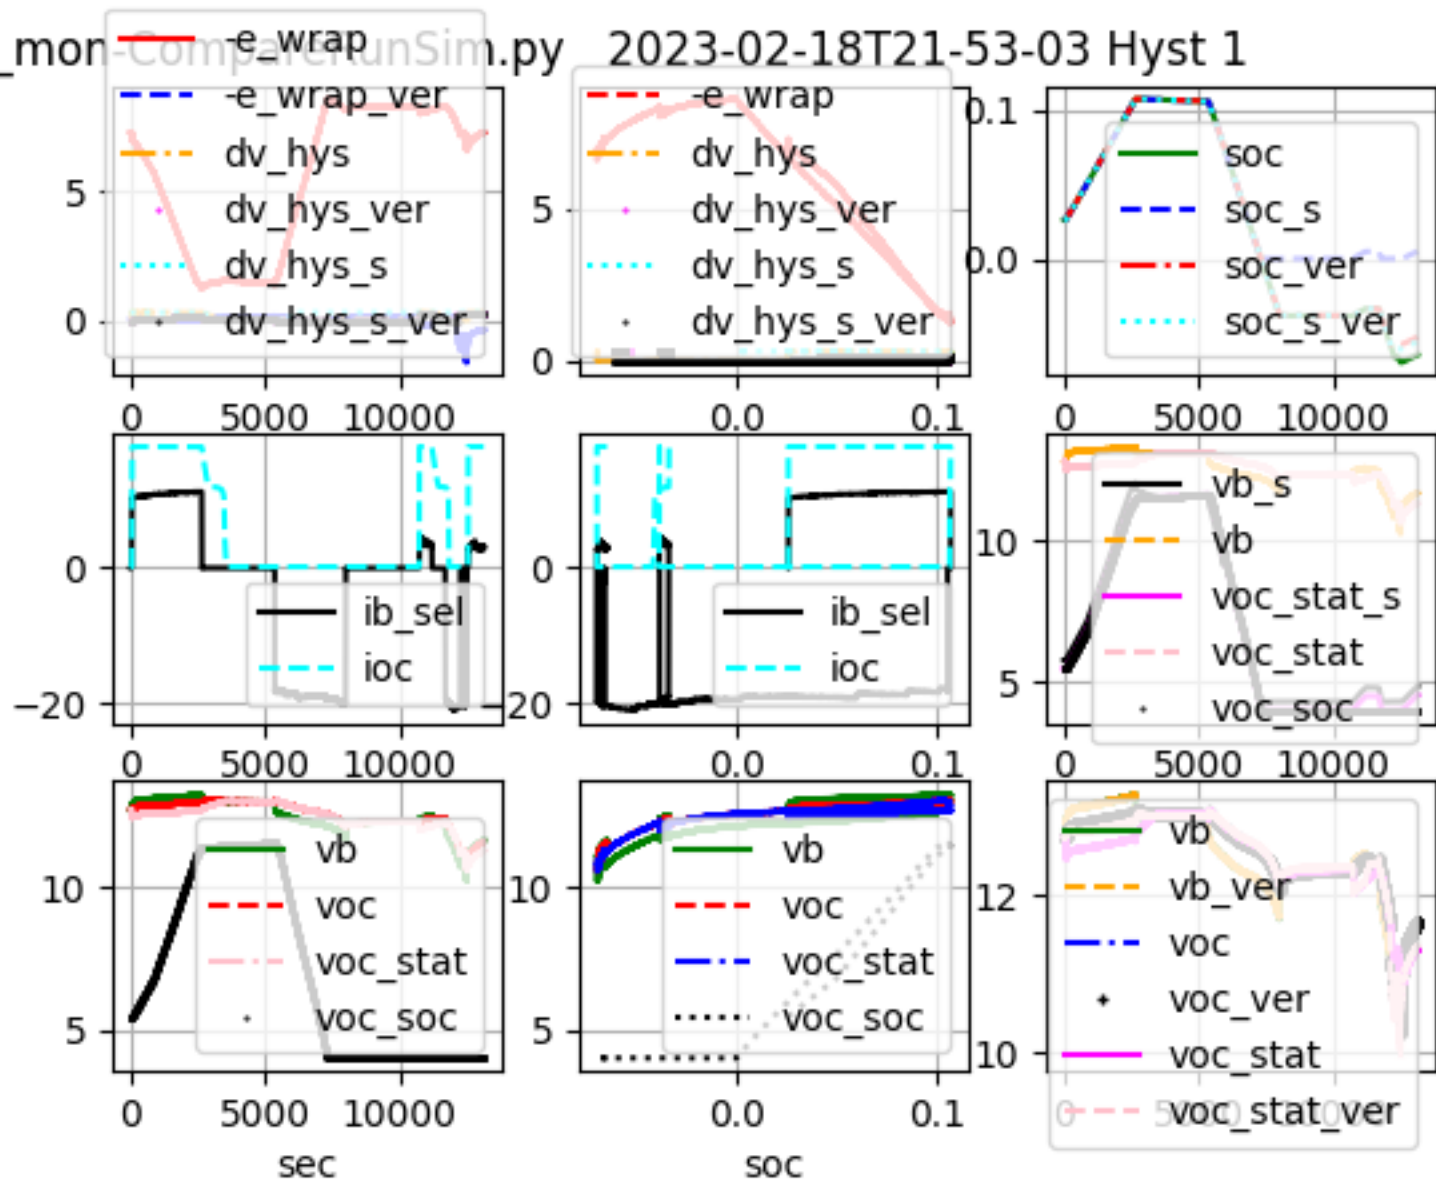 _mon-CompareRunSim.py 2023-02-18T21-53-03 Hyst 1
-e_wrap
-e_wrap_ver
dv_hys
dv_hys_ver
dv_hys_s
dv_hys_s_ver
5
0
0 5000 10000
-e_wrap
dv_hys
dv_hys_ver
dv_hys_s
dv_hys_s_ver
5
0
0.0 0.1
soc
soc_s
soc_ver
soc_s_ver
0.1
0.0
0 5000 10000
ib_sel
ioc
0
−20
0 5000 10000
ib_sel
ioc
0
20
0.0 0.1
vb_s
vb
voc_stat_s
voc_stat
voc_soc
10
5
0 5000 10000
vb
voc
voc_stat
voc_soc
10
5
0 5000 10000
sec
vb
voc
voc_stat
voc_soc
10
5
0.0 0.1
soc
vb
vb_ver
voc
voc_ver
voc_stat
voc_stat_ver
12
10
0 5000 10000